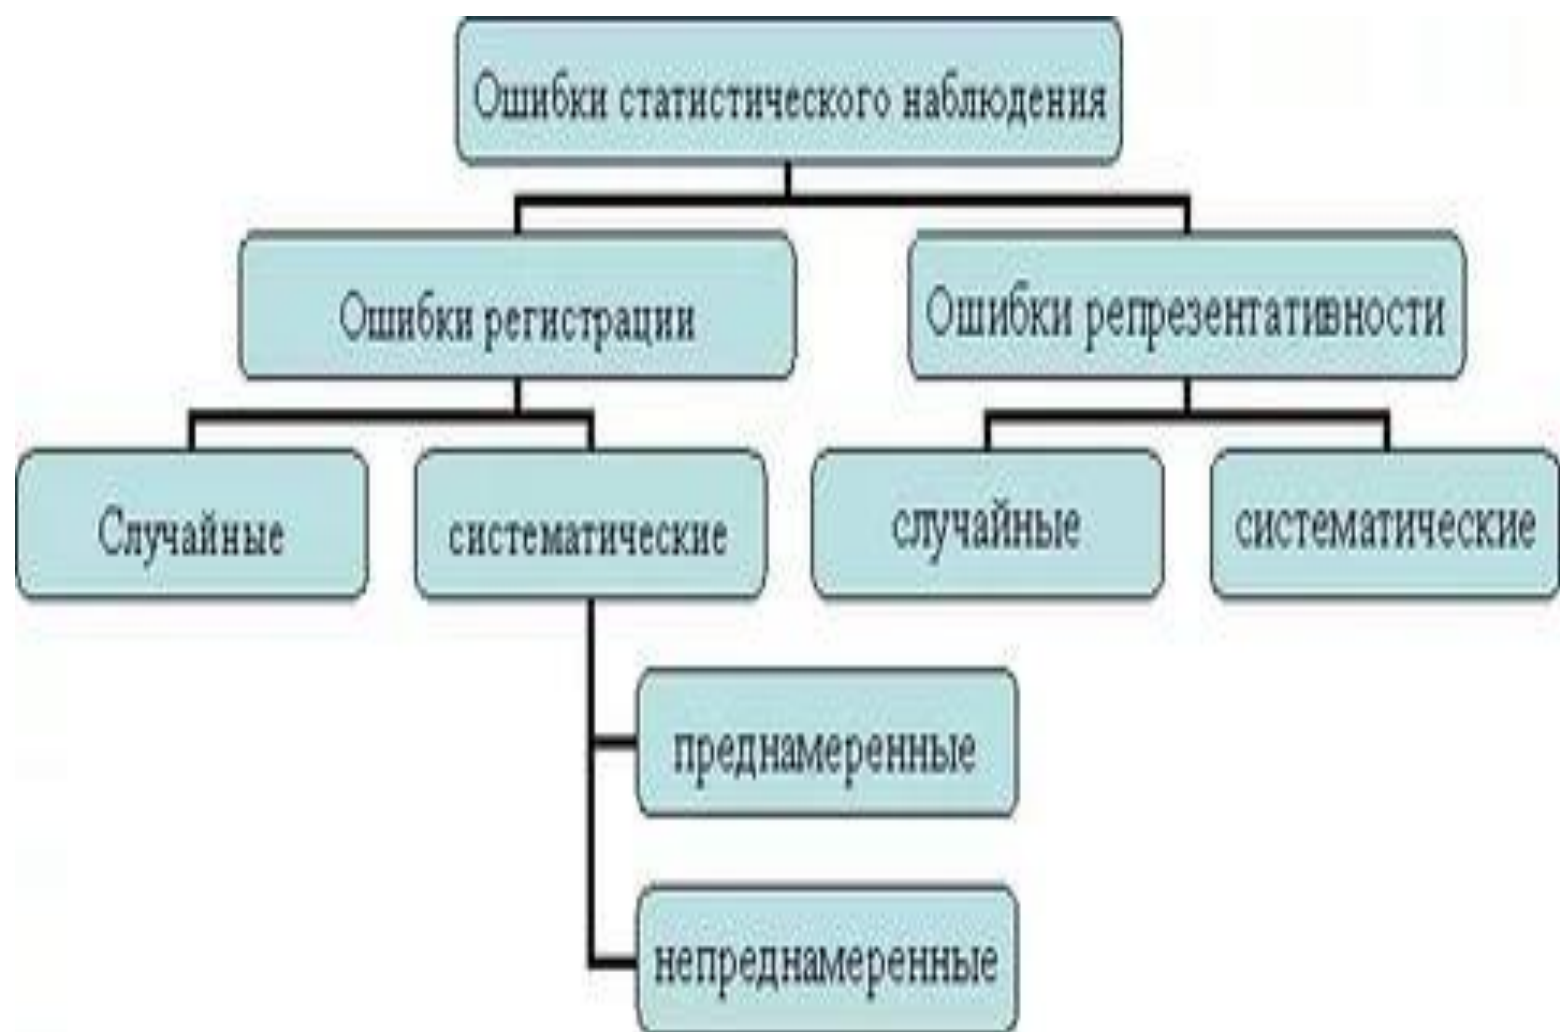 Ошибки статистического наблюдения
Ошибки регистрации
Ошибки репрезентативности
Случайные
систематические
случайные
систематические
преднамеренные
непреднамеренные